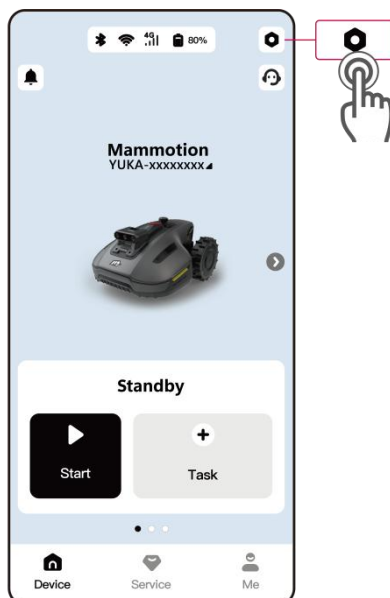 4G 80%
Mammotion
YUKA-xxxxxxxx
Standby
Start Task
Device Service Me